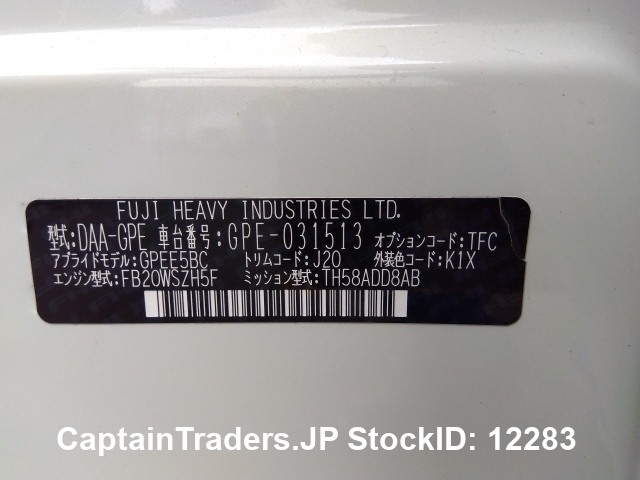 FUJI HEAVY INDUSTRIES LTD.
型式:DAA-GPE 車台番号:GPE-031513 オプションコード:TFC
アプライドモデル:GPEE5BC トリムコード:J20 外装色コード:K1X
エンジン型式:FB20WSZH5F ミッション型式:TH58ADD8AB
CaptainTraders.JP StockID: 12283